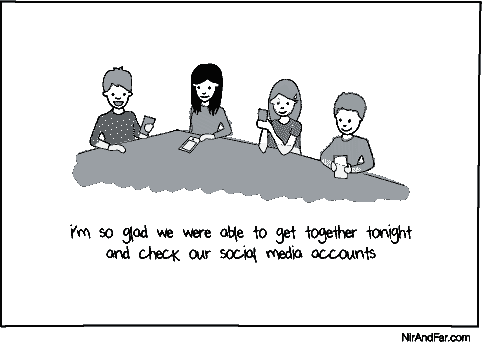 i'm so glad we were able to get together tonight
and check our social media accounts
NirAndFar.com